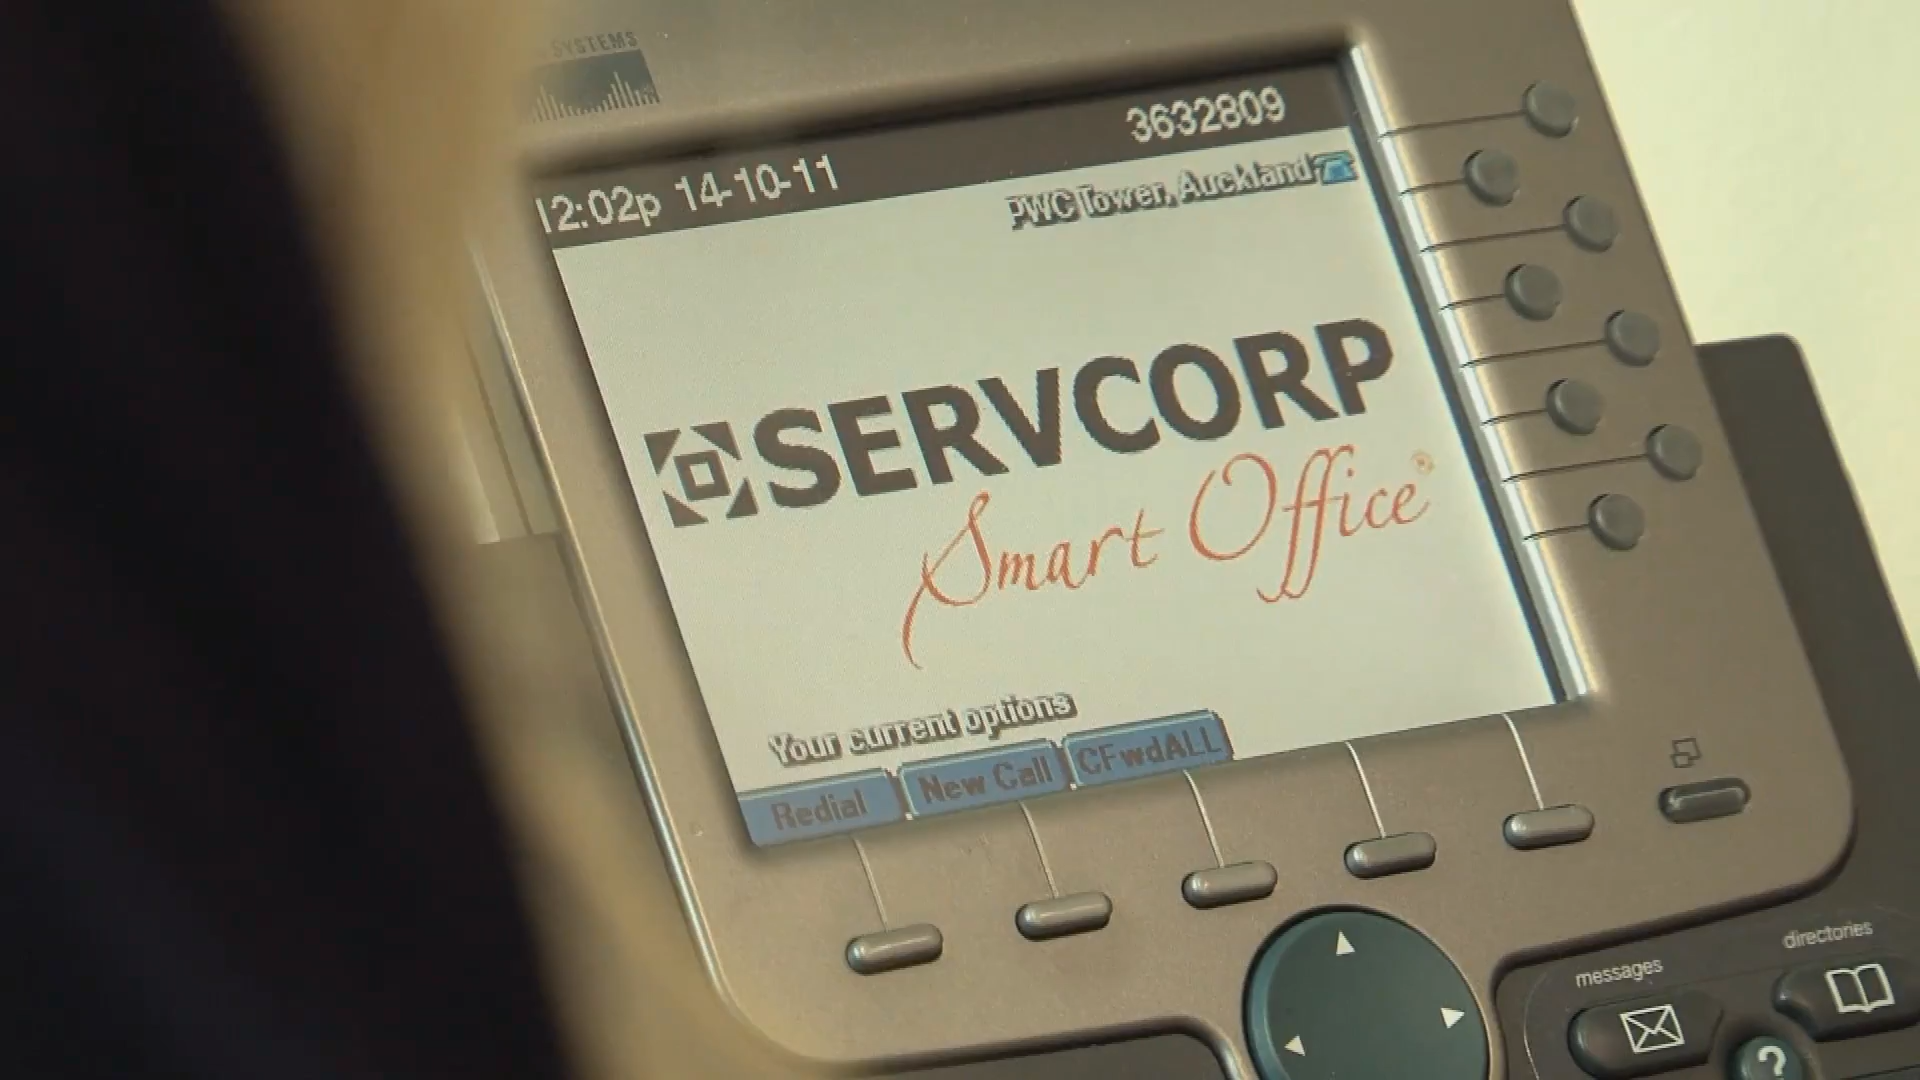 SYSTEMS
12:02p 14-10-11 3632809
PWC Tower, Auckland
SERVCORP
Smart Office®
Your current options
Redial New Call CFwdALL
messages directories
?